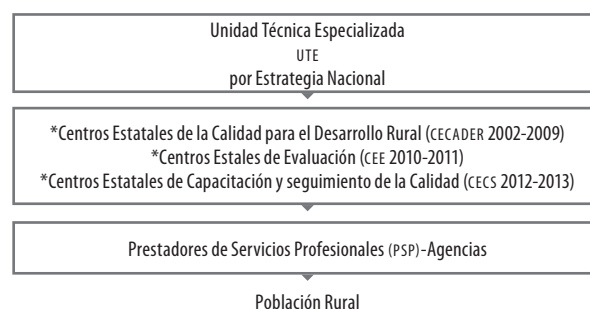 Unidad Técnica Especializada
UTE
por Estrategia Nacional
*Centros Estatales de la Calidad para el Desarrollo Rural (CECADER 2002-2009)
*Centros Estales de Evaluación (CEE 2010-2011)
*Centros Estatales de Capacitación y seguimiento de la Calidad (CECS 2012-2013)
Prestadores de Servicios Profesionales (PSP)-Agencias
Población Rural